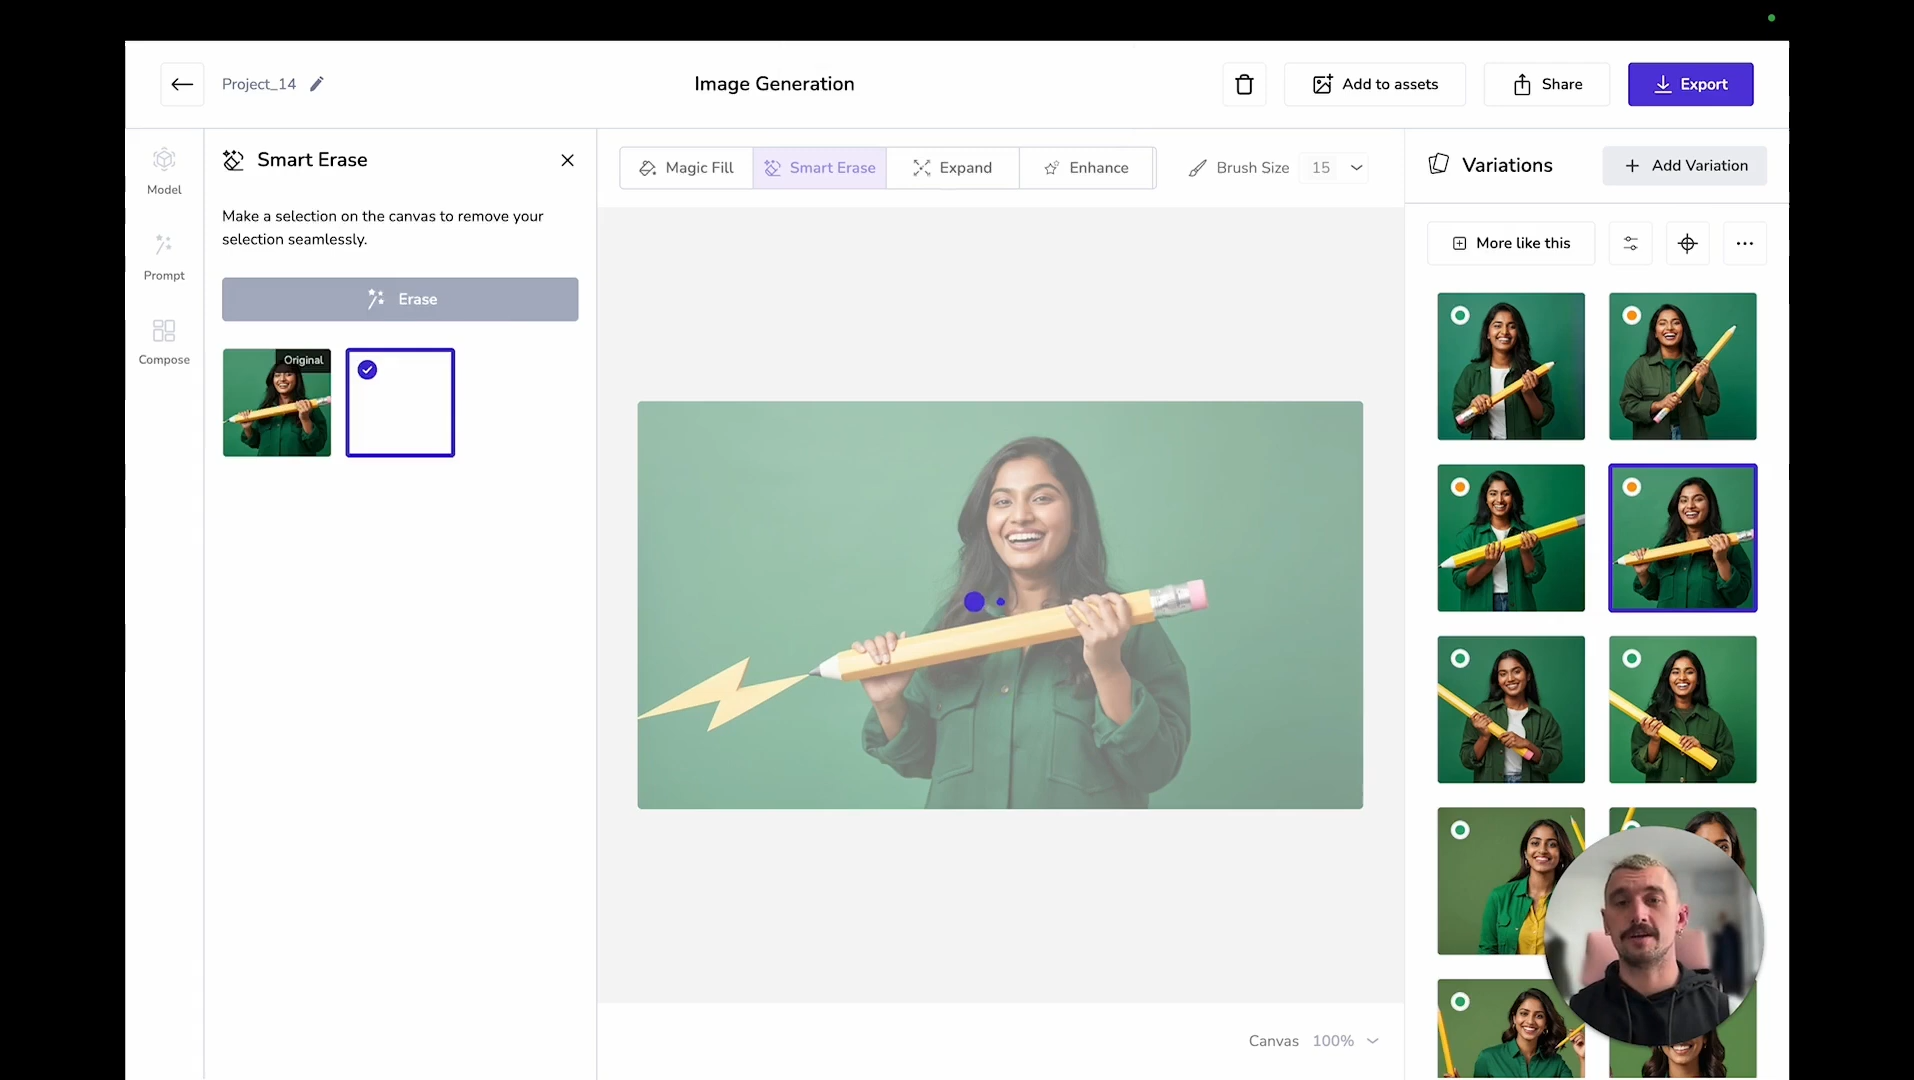 Project_14
Image Generation
Add to assets
Share
Export
Model
Prompt
Compose
Smart Erase
Make a selection on the canvas to remove your
selection seamlessly.
Erase
Original
Magic Fill
Smart Erase
Expand
Enhance
Brush Size
15
Variations
Add Variation
More like this
Canvas
100%